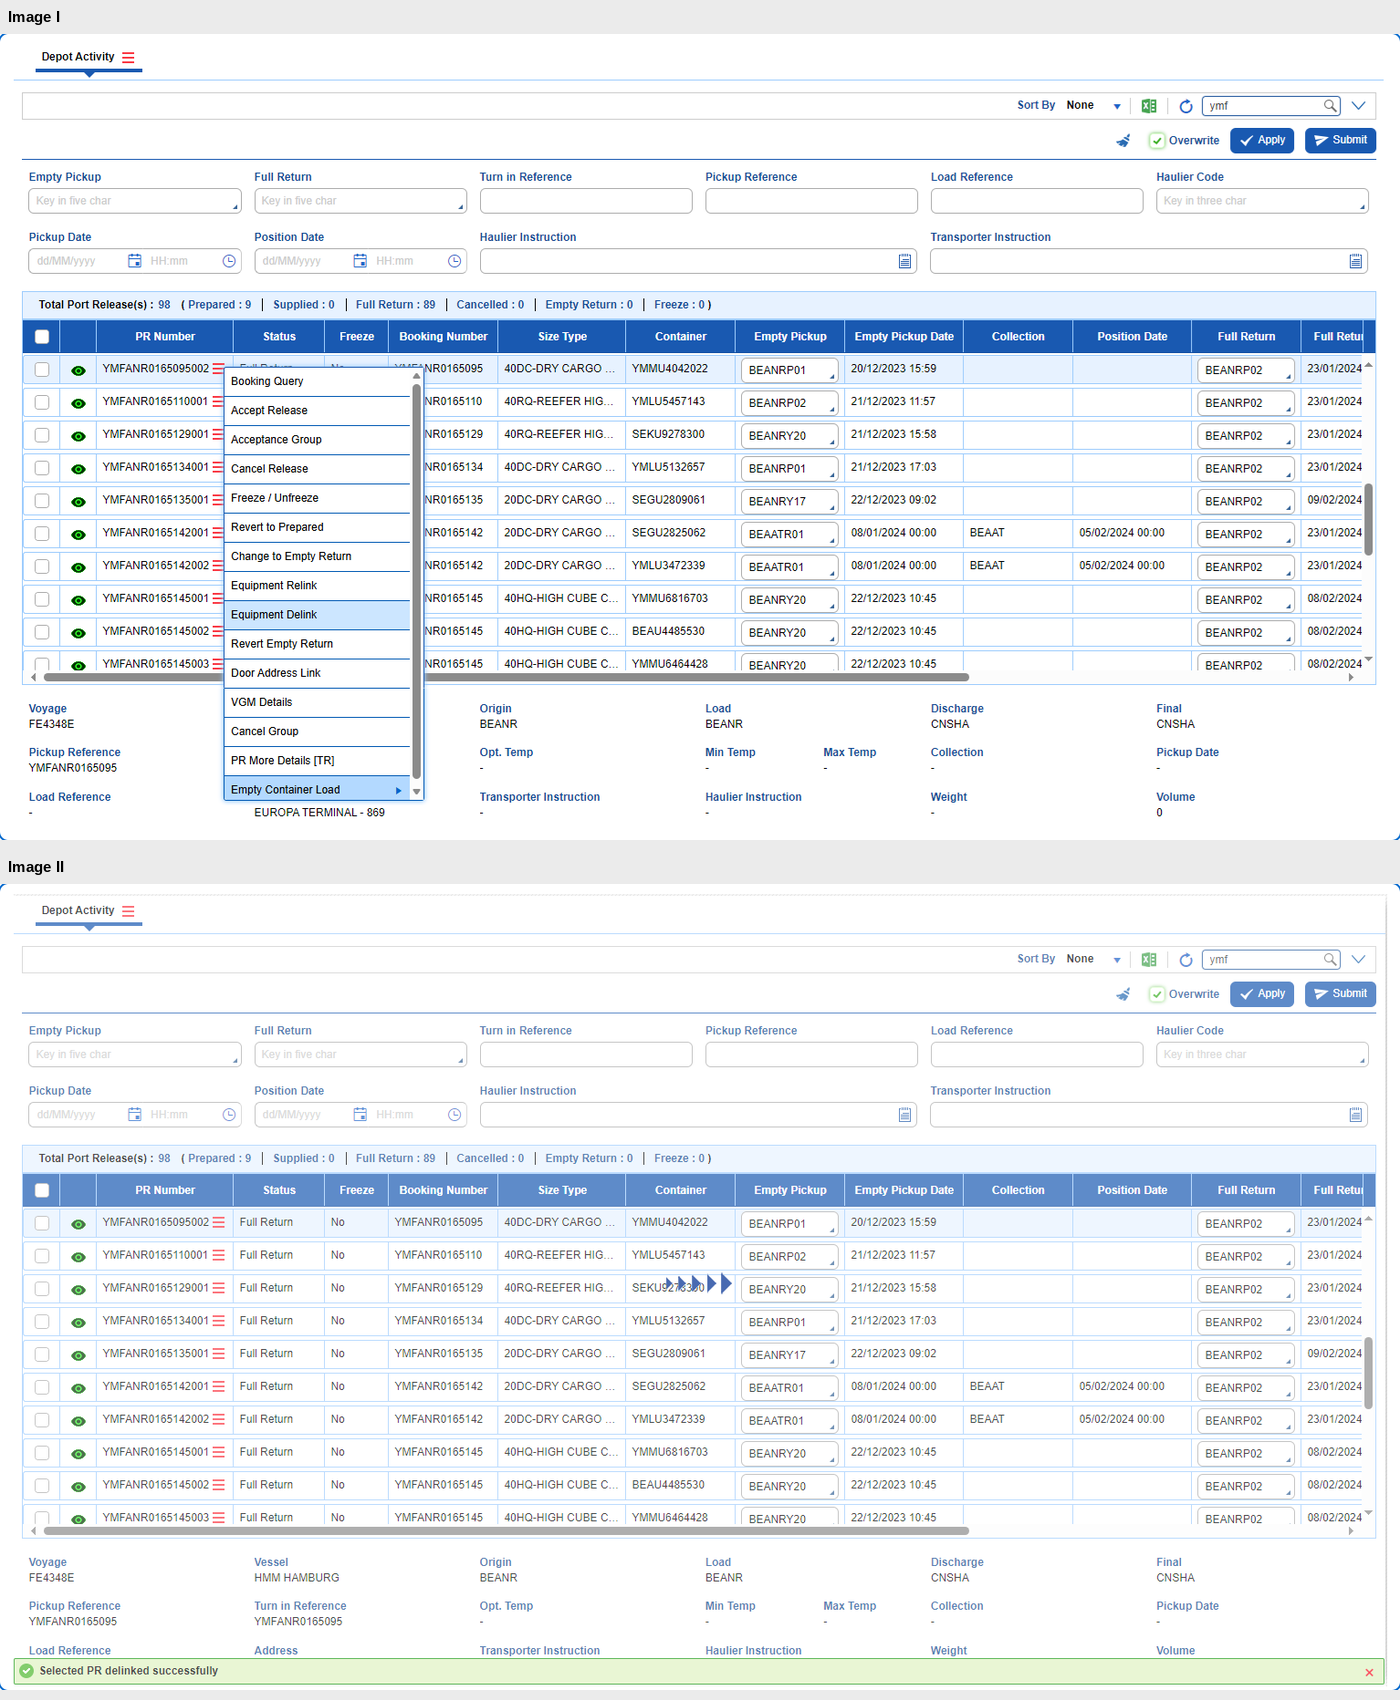 Image I
Depot Activity
Sort By None ymf
Overwrite Apply Submit
Empty Pickup Full Return Turn in Reference Pickup Reference Load Reference Haulier Code
Key in five char Key in five char Key in three char
Pickup Date Position Date Haulier Instruction Transporter Instruction
dd/MM/yyyy HH:mm dd/MM/yyyy HH:mm
Total Port Release(s) : 98 ( Prepared : 9 | Supplied : 0 | Full Return : 89 | Cancelled : 0 | Empty Return : 0 | Freeze : 0 )
PR Number Status Freeze Booking Number Size Type Container Empty Pickup Empty Pickup Date Collection Position Date Full Return Full Retur
YMFANR0165095002 YMFANR0165095 40DC-DRY CARGO ... YMMU4042022 BEANRP01 20/12/2023 15:59 BEANRP02 23/01/2024
YMFANR0165110001 NR0165110 40RQ-REEFER HIG... YMLU5457143 BEANRP02 21/12/2023 11:57 BEANRP02 23/01/2024
YMFANR0165129001 NR0165129 40RQ-REEFER HIG... SEKU9278300 BEANRY20 21/12/2023 15:58 BEANRP02 23/01/2024
YMFANR0165134001 NR0165134 40DC-DRY CARGO ... YMLU5132657 BEANRP01 21/12/2023 17:03 BEANRP02 23/01/2024
YMFANR0165135001 NR0165135 20DC-DRY CARGO ... SEGU2809061 BEANRY17 22/12/2023 09:02 BEANRP02 09/02/2024
YMFANR0165142001 NR0165142 20DC-DRY CARGO ... SEGU2825062 BEAATR01 08/01/2024 00:00 BEAAT 05/02/2024 00:00 BEANRP02 23/01/2024
YMFANR0165142002 NR0165142 20DC-DRY CARGO ... YMLU3472339 BEAATR01 08/01/2024 00:00 BEAAT 05/02/2024 00:00 BEANRP02 23/01/2024
YMFANR0165145001 NR0165145 40HQ-HIGH CUBE C... YMMU6816703 BEANRY20 22/12/2023 10:45 BEANRP02 08/02/2024
YMFANR0165145002 NR0165145 40HQ-HIGH CUBE C... BEAU4485530 BEANRY20 22/12/2023 10:45 BEANRP02 08/02/2024
YMFANR0165145003 NR0165145 40HQ-HIGH CUBE C... YMMU6464428 BEANRY20 22/12/2023 10:45 BEANRP02 08/02/2024
Booking Query
Accept Release
Acceptance Group
Cancel Release
Freeze / Unfreeze
Revert to Prepared
Change to Empty Return
Equipment Relink
Equipment Delink
Revert Empty Return
Door Address Link
VGM Details
Cancel Group
PR More Details [TR]
Empty Container Load
Voyage Origin Load Discharge Final
FE4348E BEANR BEANR CNSHA CNSHA
Pickup Reference Opt. Temp Min Temp Max Temp Collection Pickup Date
YMFANR0165095 - - - - -
Load Reference Transporter Instruction Haulier Instruction Weight Volume
- EUROPA TERMINAL - 869 - - - 0
Image II
Depot Activity
Sort By None ymf
Overwrite Apply Submit
Empty Pickup Full Return Turn in Reference Pickup Reference Load Reference Haulier Code
Key in five char Key in five char Key in three char
Pickup Date Position Date Haulier Instruction Transporter Instruction
dd/MM/yyyy HH:mm dd/MM/yyyy HH:mm
Total Port Release(s) : 98 ( Prepared : 9 | Supplied : 0 | Full Return : 89 | Cancelled : 0 | Empty Return : 0 | Freeze : 0 )
PR Number Status Freeze Booking Number Size Type Container Empty Pickup Empty Pickup Date Collection Position Date Full Return Full Retur
YMFANR0165095002 Full Return No YMFANR0165095 40DC-DRY CARGO ... YMMU4042022 BEANRP01 20/12/2023 15:59 BEANRP02 23/01/2024
YMFANR0165110001 Full Return No YMFANR0165110 40RQ-REEFER HIG... YMLU5457143 BEANRP02 21/12/2023 11:57 BEANRP02 23/01/2024
YMFANR0165129001 Full Return No YMFANR0165129 40RQ-REEFER HIG... SEKU9278300 BEANRY20 21/12/2023 15:58 BEANRP02 23/01/2024
YMFANR0165134001 Full Return No YMFANR0165134 40DC-DRY CARGO ... YMLU5132657 BEANRP01 21/12/2023 17:03 BEANRP02 23/01/2024
YMFANR0165135001 Full Return No YMFANR0165135 20DC-DRY CARGO ... SEGU2809061 BEANRY17 22/12/2023 09:02 BEANRP02 09/02/2024
YMFANR0165142001 Full Return No YMFANR0165142 20DC-DRY CARGO ... SEGU2825062 BEAATR01 08/01/2024 00:00 BEAAT 05/02/2024 00:00 BEANRP02 23/01/2024
YMFANR0165142002 Full Return No YMFANR0165142 20DC-DRY CARGO ... YMLU3472339 BEAATR01 08/01/2024 00:00 BEAAT 05/02/2024 00:00 BEANRP02 23/01/2024
YMFANR0165145001 Full Return No YMFANR0165145 40HQ-HIGH CUBE C... YMMU6816703 BEANRY20 22/12/2023 10:45 BEANRP02 08/02/2024
YMFANR0165145002 Full Return No YMFANR0165145 40HQ-HIGH CUBE C... BEAU4485530 BEANRY20 22/12/2023 10:45 BEANRP02 08/02/2024
YMFANR0165145003 Full Return No YMFANR0165145 40HQ-HIGH CUBE C... YMMU6464428 BEANRY20 22/12/2023 10:45 BEANRP02 08/02/2024
Voyage Vessel Origin Load Discharge Final
FE4348E HMM HAMBURG BEANR BEANR CNSHA CNSHA
Pickup Reference Turn in Reference Opt. Temp Min Temp Max Temp Collection Pickup Date
YMFANR0165095 YMFANR0165095 - - - - -
Load Reference Address Transporter Instruction Haulier Instruction Weight Volume
Selected PR delinked successfully